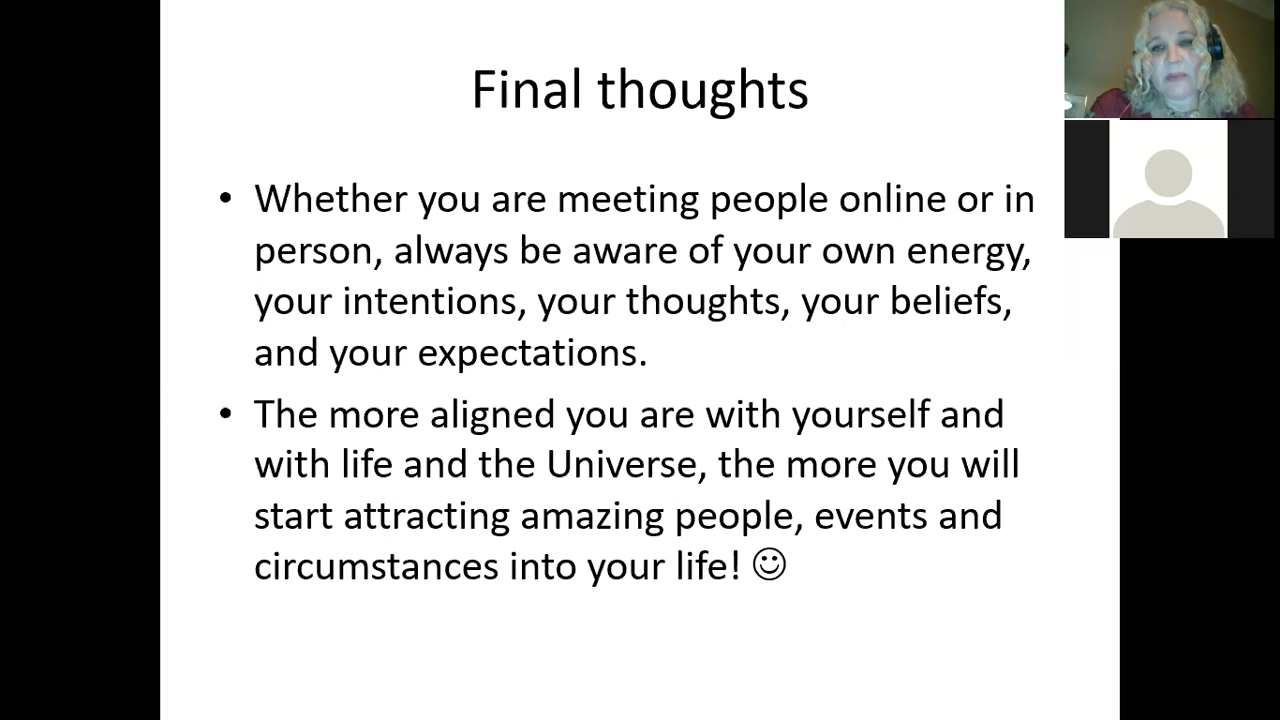 Final thoughts
• Whether you are meeting people online or in
person, always be aware of your own energy,
your intentions, your thoughts, your beliefs,
and your expectations.
• The more aligned you are with yourself and
with life and the Universe, the more you will
start attracting amazing people, events and
circumstances into your life! ☺